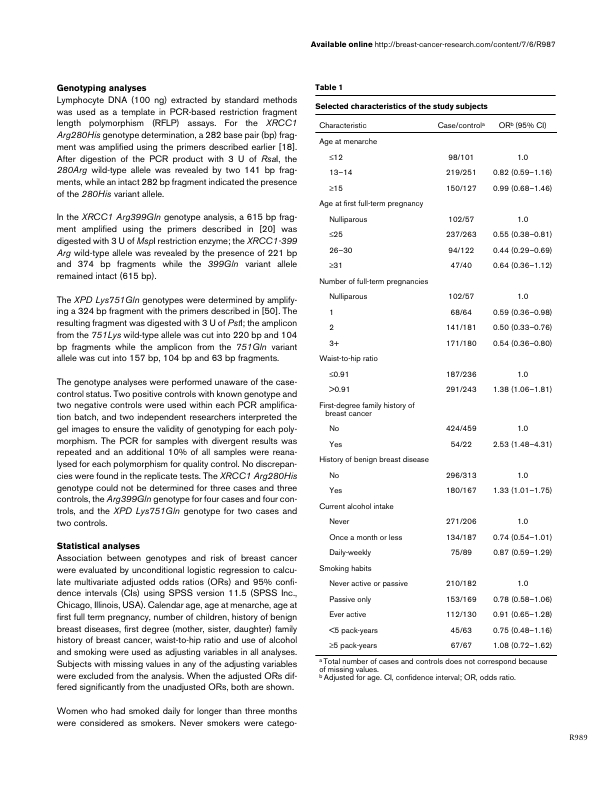 Available online http://breast-cancer-research.com/content/7/6/R987
Genotyping analyses
Lymphocyte DNA (100 ng) extracted by standard methods
was used as a template in PCR-based restriction fragment
length polymorphism (RFLP) assays. For the XRCC1
Arg280His genotype determination, a 282 base pair (bp) frag-
ment was amplified using the primers described earlier [18].
After digestion of the PCR product with 3 U of RsaI, the
280Arg wild-type allele was revealed by two 141 bp frag-
ments, while an intact 282 bp fragment indicated the presence
of the 280His variant allele.
In the XRCC1 Arg399Gln genotype analysis, a 615 bp frag-
ment amplified using the primers described in [20] was
digested with 3 U of MspI restriction enzyme; the XRCC1-399
Arg wild-type allele was revealed by the presence of 221 bp
and 374 bp fragments while the 399Gln variant allele
remained intact (615 bp).
The XPD Lys751Gln genotypes were determined by amplify-
ing a 324 bp fragment with the primers described in [50]. The
resulting fragment was digested with 3 U of PstI; the amplicon
from the 751Lys wild-type allele was cut into 220 and 104
bp fragments while the amplicon from the 751Gln variant
allele was cut into 157 bp, 104 bp and 63 bp fragments.
The genotype analyses were performed unaware of the case-
control status. Two positive controls with known genotype and
two negative controls were used within each PCR amplifica-
tion batch, and two independent researchers interpreted the
gel images to ensure the validity of genotyping for each poly-
morphism. The PCR for samples with divergent results was
repeated and an additional 10% of all samples were reana-
lysed for each polymorphism for quality control. No discrepan-
cies were found in the replicate tests. The XRCC1 Arg280His
genotype could not be determined for three cases and three
controls, the Arg399Gln genotype for four cases and four con-
trols, and the XPD Lys751Gln genotype for two cases and
two controls.
Statistical analyses
Association between genotypes and risk of breast cancer
were evaluated by unconditional logistic regression to calcu-
late multivariate adjusted odds ratios (ORs) and 95% confi-
dence intervals (CIs) using SPSS version 11.5 (SPSS Inc.,
Chicago, Illinois, USA). Calendar age, age at menarche, age at
first full term pregnancy, number of children, history of benign
breast diseases, first degree (mother, sister, daughter) family
history of breast cancer, waist-to-hip ratio and use of alcohol
and smoking were used as adjusting variables in all analyses.
Subjects with missing values in any of the adjusting variables
were excluded from the analysis. When the adjusted ORs dif-
fered significantly from the unadjusted ORs, both are shown.
Women who had smoked daily for longer than three months
were considered as smokers. Never smokers were catego-
Table 1
Selected characteristics of the study subjects
Characteristic Case/controlᵃ ORᵇ (95% CI)
Age at menarche
≤12 98/101 1.0
13–14 219/251 0.82 (0.59–1.16)
≥15 150/127 0.99 (0.68–1.46)
Age at first full-term pregnancy
Nulliparous 102/57 1.0
≤25 237/263 0.55 (0.38–0.81)
26–30 94/122 0.44 (0.29–0.69)
≥31 47/40 0.64 (0.36–1.12)
Number of full-term pregnancies
Nulliparous 102/57 1.0
1 68/64 0.59 (0.36–0.98)
2 141/181 0.50 (0.33–0.76)
3+ 171/180 0.54 (0.36–0.80)
Waist-to-hip ratio
≤0.91 187/236 1.0
>0.91 291/243 1.38 (1.06–1.81)
First-degree family history of
breast cancer
No 424/459 1.0
Yes 54/22 2.53 (1.48–4.31)
History of benign breast disease
No 296/313 1.0
Yes 180/167 1.33 (1.01–1.75)
Current alcohol intake
Never 271/206 1.0
Once a month or less 134/187 0.74 (0.54–1.01)
Daily-weekly 75/89 0.87 (0.59–1.29)
Smoking habits
Never active or passive 210/182 1.0
Passive only 153/169 0.78 (0.58–1.06)
Ever active 112/130 0.91 (0.65–1.28)
<5 pack-years 45/63 0.75 (0.48–1.16)
≥5 pack-years 67/67 1.08 (0.72–1.62)
ᵃ Total number of cases and controls does not correspond because
of missing values.
ᵇ Adjusted for age. CI, confidence interval; OR, odds ratio.
R989